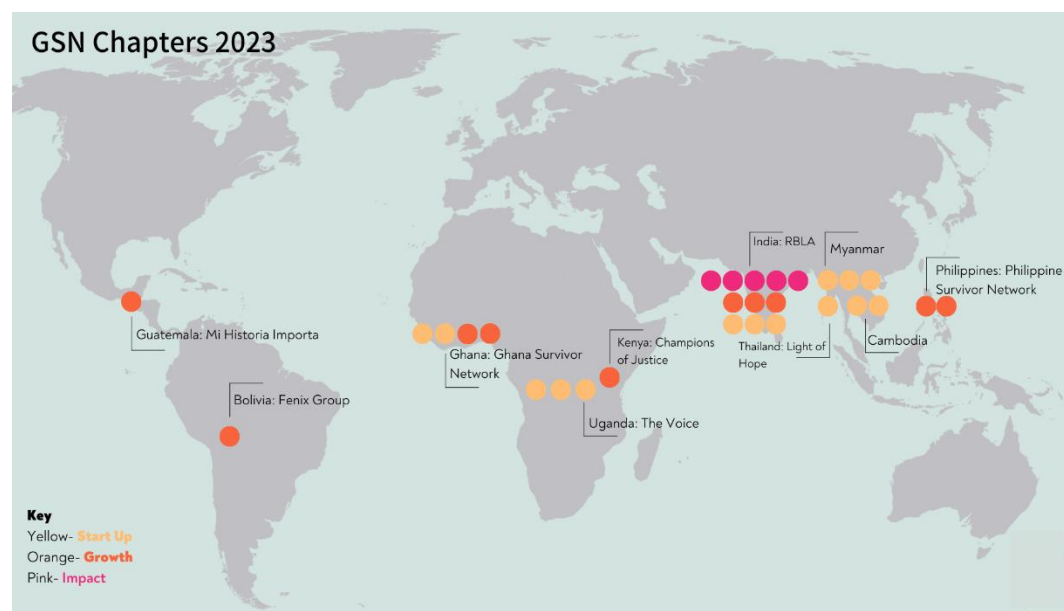 GSN Chapters 2023
India: RBLA
Myanmar
Philippines: Philippine
Survivor Network
Guatemala: Mi Historia Importa
Ghana: Ghana Survivor
Network
Kenya: Champions
of Justice
Thailand: Light of
Hope
Cambodia
Bolivia: Fenix Group
Uganda: The Voice
Key
Yellow- Start Up
Orange- Growth
Pink- Impact